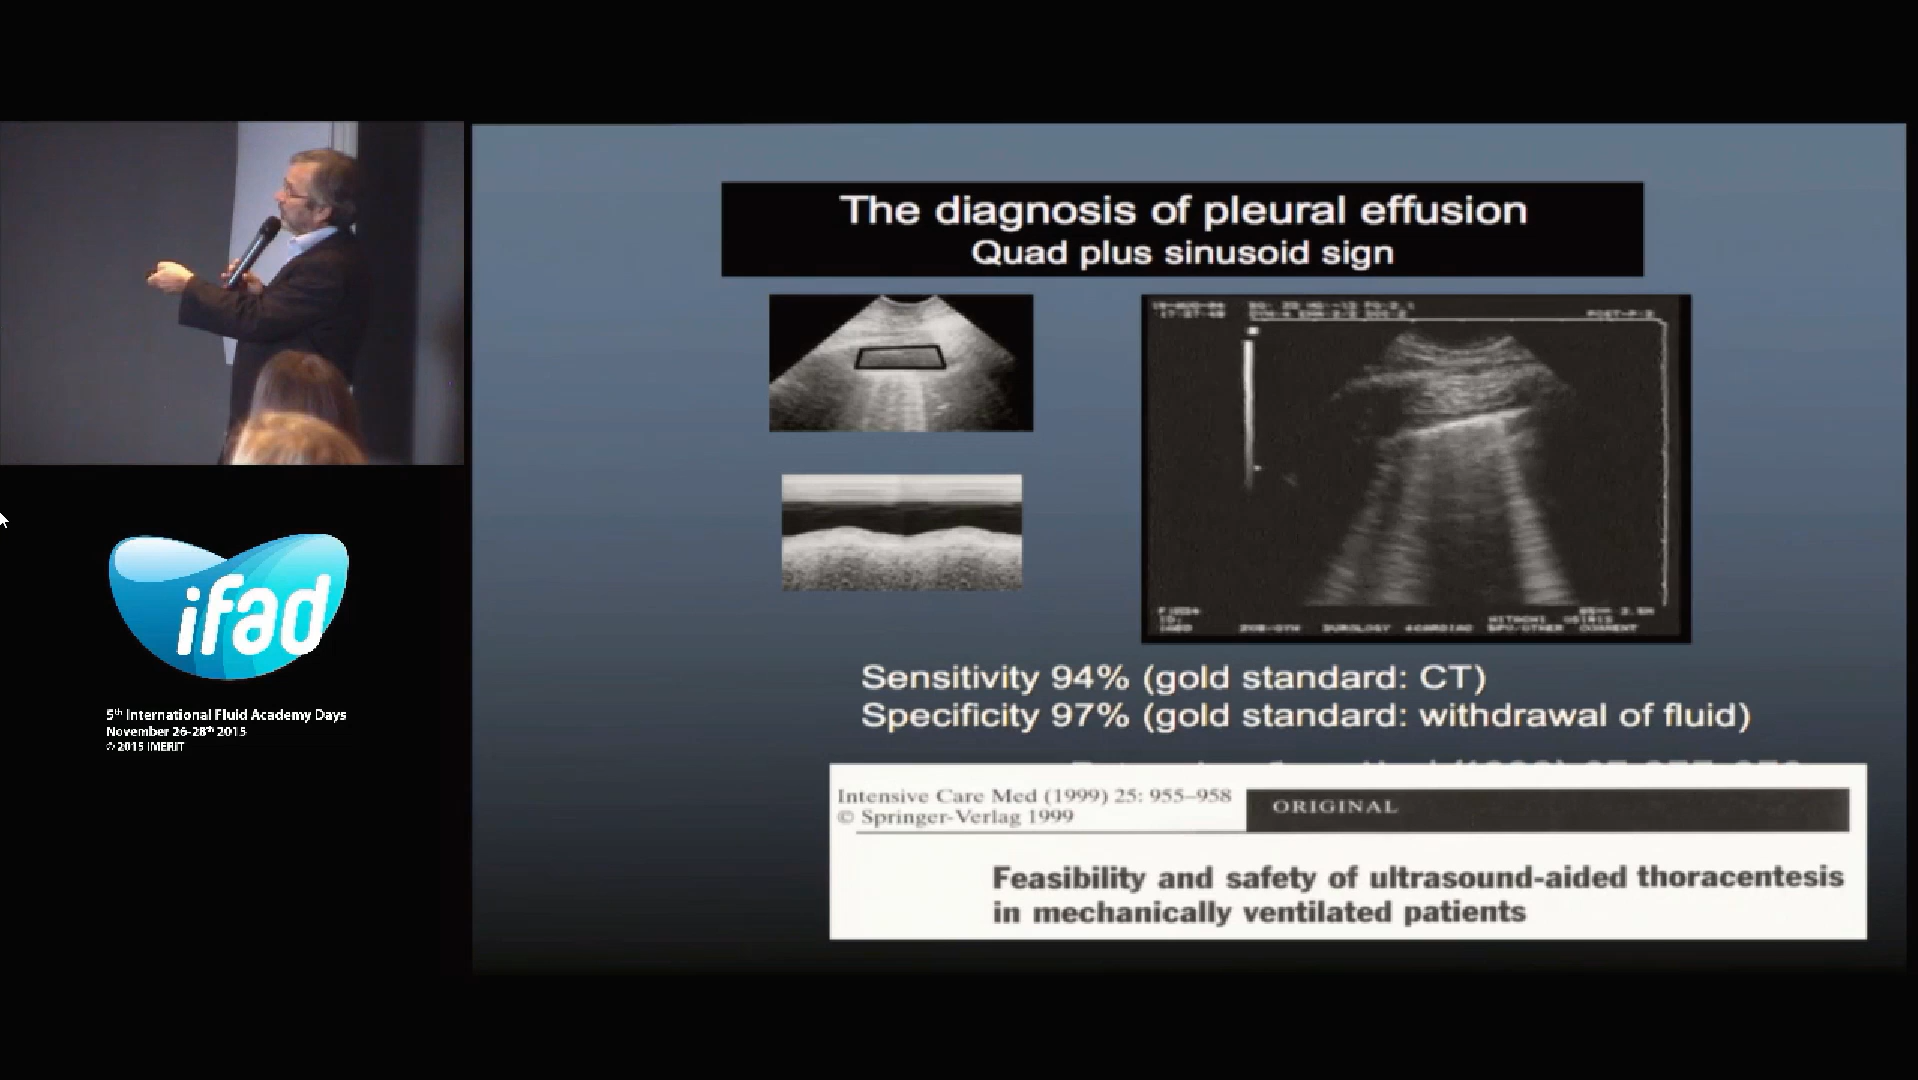 The diagnosis of pleural effusion
Quad plus sinusoid sign
Sensitivity 94% (gold standard: CT)
Specificity 97% (gold standard: withdrawal of fluid)
Intensive Care Med (1999) 25: 955–958
© Springer-Verlag 1999
ORIGINAL
Feasibility and safety of ultrasound-aided thoracentesis
in mechanically ventilated patients
ifad
5th International Fluid Academy Days
November 26-28th 2015
© 2015 IMERIT